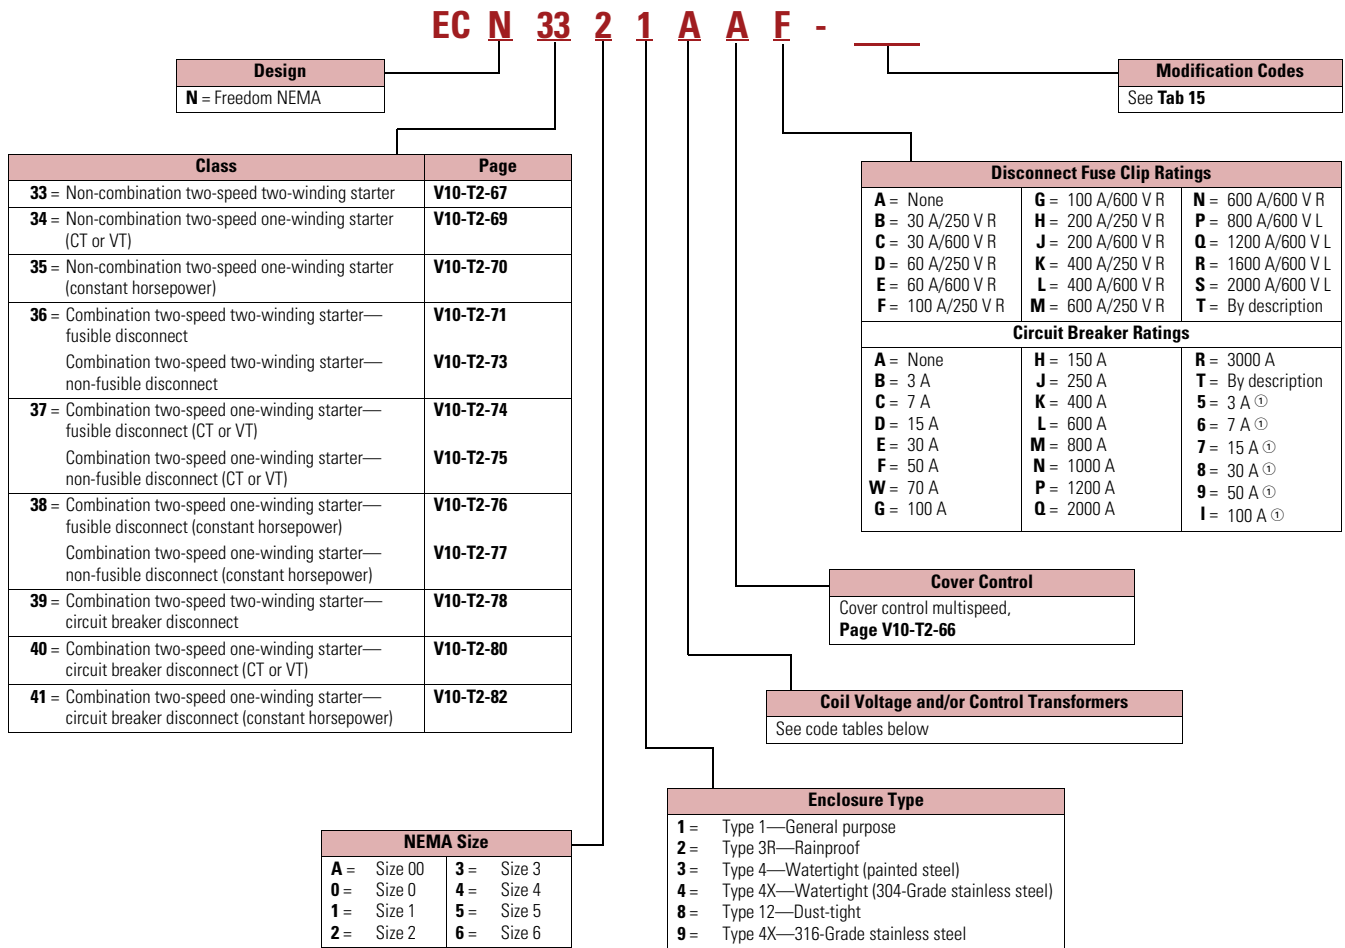 EC N 33 2 1 A A F - 
Design
N = Freedom NEMA
Modification Codes
See Tab 15
Class Page
33 = Non-combination two-speed two-winding starter V10-T2-67
34 = Non-combination two-speed one-winding starter V10-T2-69
(CT or VT)
35 = Non-combination two-speed one-winding starter V10-T2-70
(constant horsepower)
36 = Combination two-speed two-winding starter— V10-T2-71
fusible disconnect
Combination two-speed two-winding starter— V10-T2-73
non-fusible disconnect
37 = Combination two-speed one-winding starter— V10-T2-74
fusible disconnect (CT or VT)
Combination two-speed one-winding starter— V10-T2-75
non-fusible disconnect (CT or VT)
38 = Combination two-speed one-winding starter— V10-T2-76
fusible disconnect (constant horsepower)
Combination two-speed one-winding starter— V10-T2-77
non-fusible disconnect (constant horsepower)
39 = Combination two-speed two-winding starter— V10-T2-78
circuit breaker disconnect
40 = Combination two-speed one-winding starter— V10-T2-80
circuit breaker disconnect (CT or VT)
41 = Combination two-speed one-winding starter— V10-T2-82
circuit breaker disconnect (constant horsepower)
Disconnect Fuse Clip Ratings
A = None G = 100 A/600 V R N = 600 A/600 V R
B = 30 A/250 V R H = 200 A/250 V R P = 800 A/600 V L
C = 30 A/600 V R J = 200 A/600 V R Q = 1200 A/600 V L
D = 60 A/250 V R K = 400 A/250 V R R = 1600 A/600 V L
E = 60 A/600 V R L = 400 A/600 V R S = 2000 A/600 V L
F = 100 A/250 V R M = 600 A/250 V R T = By description
Circuit Breaker Ratings
A = None H = 150 A R = 3000 A
B = 3 A J = 250 A T = By description
C = 7 A K = 400 A 5 = 3 A ①
D = 15 A L = 600 A 6 = 7 A ①
E = 30 A M = 800 A 7 = 15 A ①
F = 50 A N = 1000 A 8 = 30 A ①
W = 70 A P = 1200 A 9 = 50 A ①
G = 100 A Q = 2000 A I = 100 A ①
Cover Control
Cover control multispeed,
Page V10-T2-66
Coil Voltage and/or Control Transformers
See code tables below
Enclosure Type
1 = Type 1—General purpose
2 = Type 3R—Rainproof
3 = Type 4—Watertight (painted steel)
4 = Type 4X—Watertight (304-Grade stainless steel)
8 = Type 12—Dust-tight
9 = Type 4X—316-Grade stainless steel
NEMA Size
A = Size 00 3 = Size 3
0 = Size 0 4 = Size 4
1 = Size 1 5 = Size 5
2 = Size 2 6 = Size 6